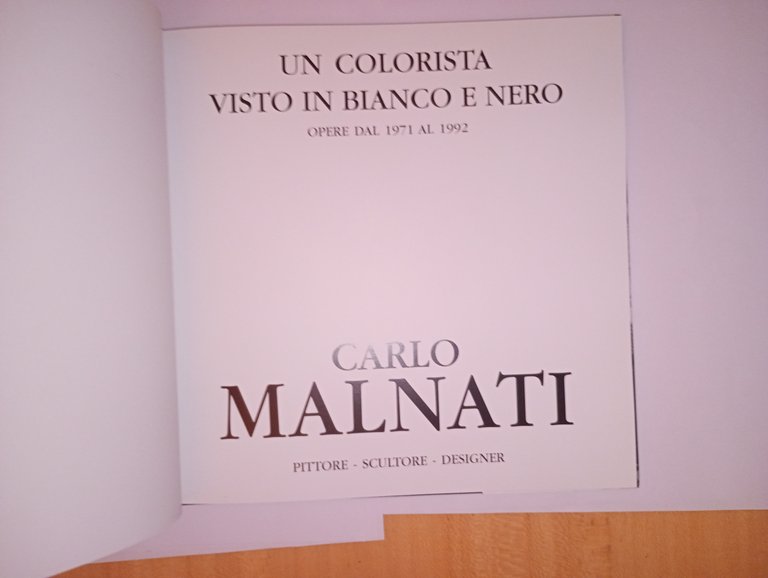 UN COLORISTA
VISTO IN BIANCO E NERO
OPERE DAL 1971 AL 1992
CARLO
MALNATI
PITTORE - SCULTORE - DESIGNER